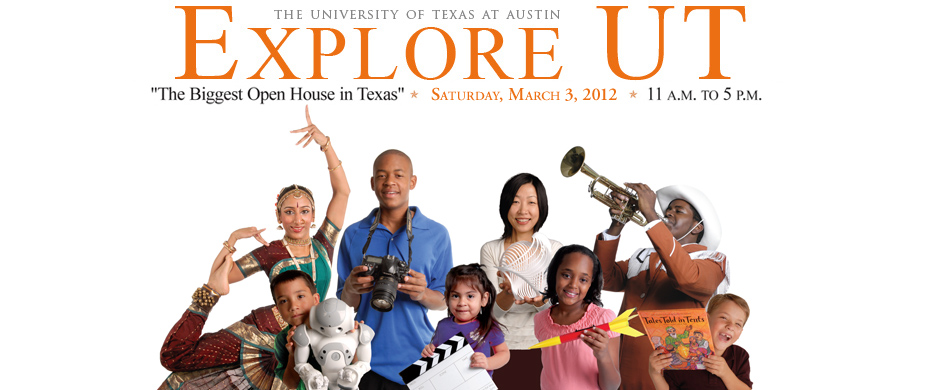 THE UNIVERSITY OF TEXAS AT AUSTIN
EXPLORE UT
"The Biggest Open House in Texas" * SATURDAY, MARCH 3, 2012 * 11 A.M. TO 5 P.M.
Tales Told in Tents